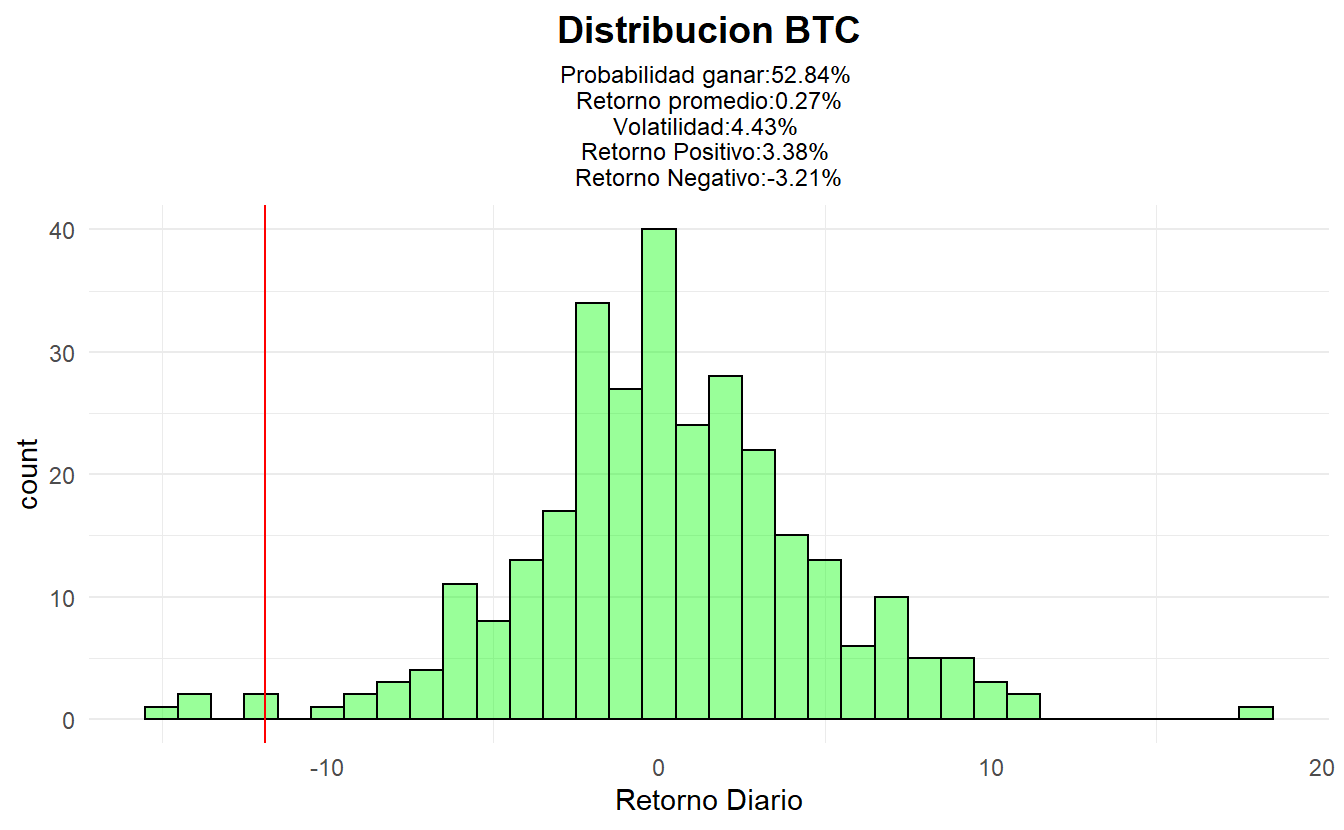 Distribucion BTC
Probabilidad ganar:52.84%
Retorno promedio:0.27%
Volatilidad:4.43%
Retorno Positivo:3.38%
Retorno Negativo:-3.21%
40
30
20
10
0
count
-10 0 10 20
Retorno Diario